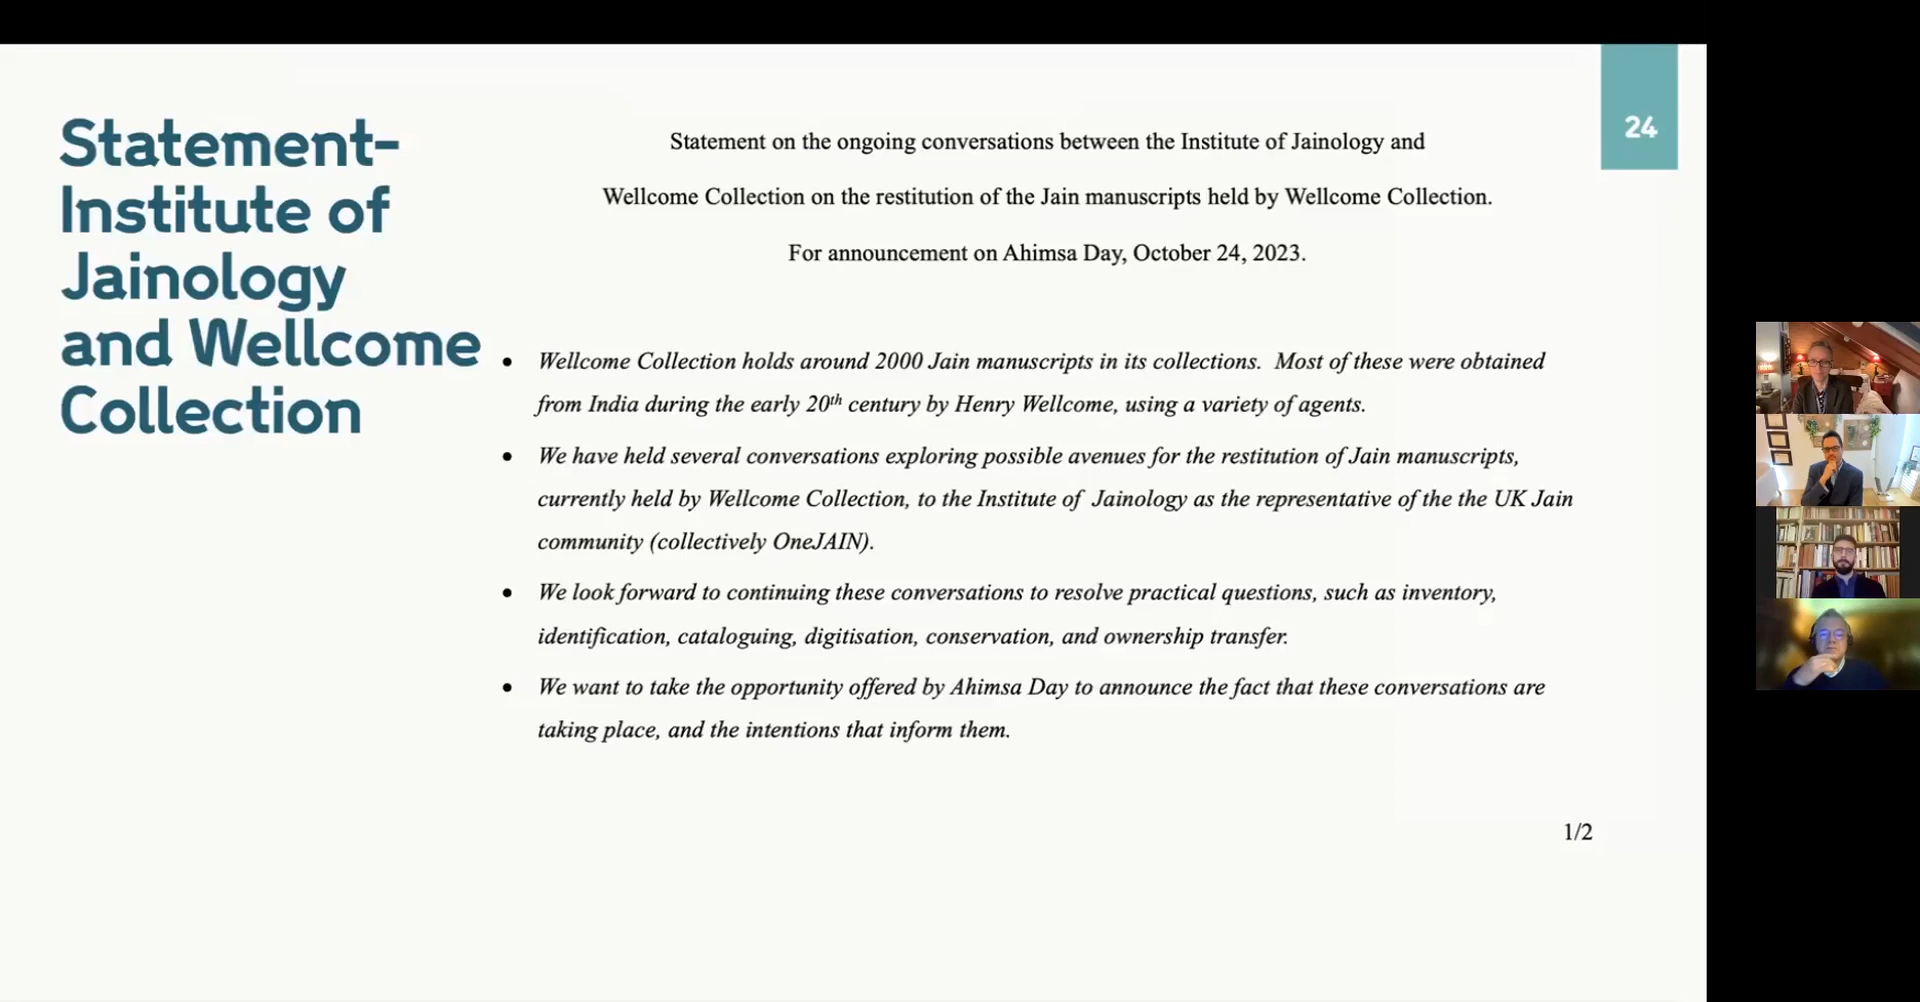 Statement-
Institute of
Jainology
and Wellcome
Collection
24
Statement on the ongoing conversations between the Institute of Jainology and
Wellcome Collection on the restitution of the Jain manuscripts held by Wellcome Collection.
For announcement on Ahimsa Day, October 24, 2023.
• Wellcome Collection holds around 2000 Jain manuscripts in its collections. Most of these were obtained
from India during the early 20th century by Henry Wellcome, using a variety of agents.
• We have held several conversations exploring possible avenues for the restitution of Jain manuscripts,
currently held by Wellcome Collection, to the Institute of Jainology as the representative of the the UK Jain
community (collectively OneJAIN).
• We look forward to continuing these conversations to resolve practical questions, such as inventory,
identification, cataloguing, digitisation, conservation, and ownership transfer.
• We want to take the opportunity offered by Ahimsa Day to announce the fact that these conversations are
taking place, and the intentions that inform them.
1/2